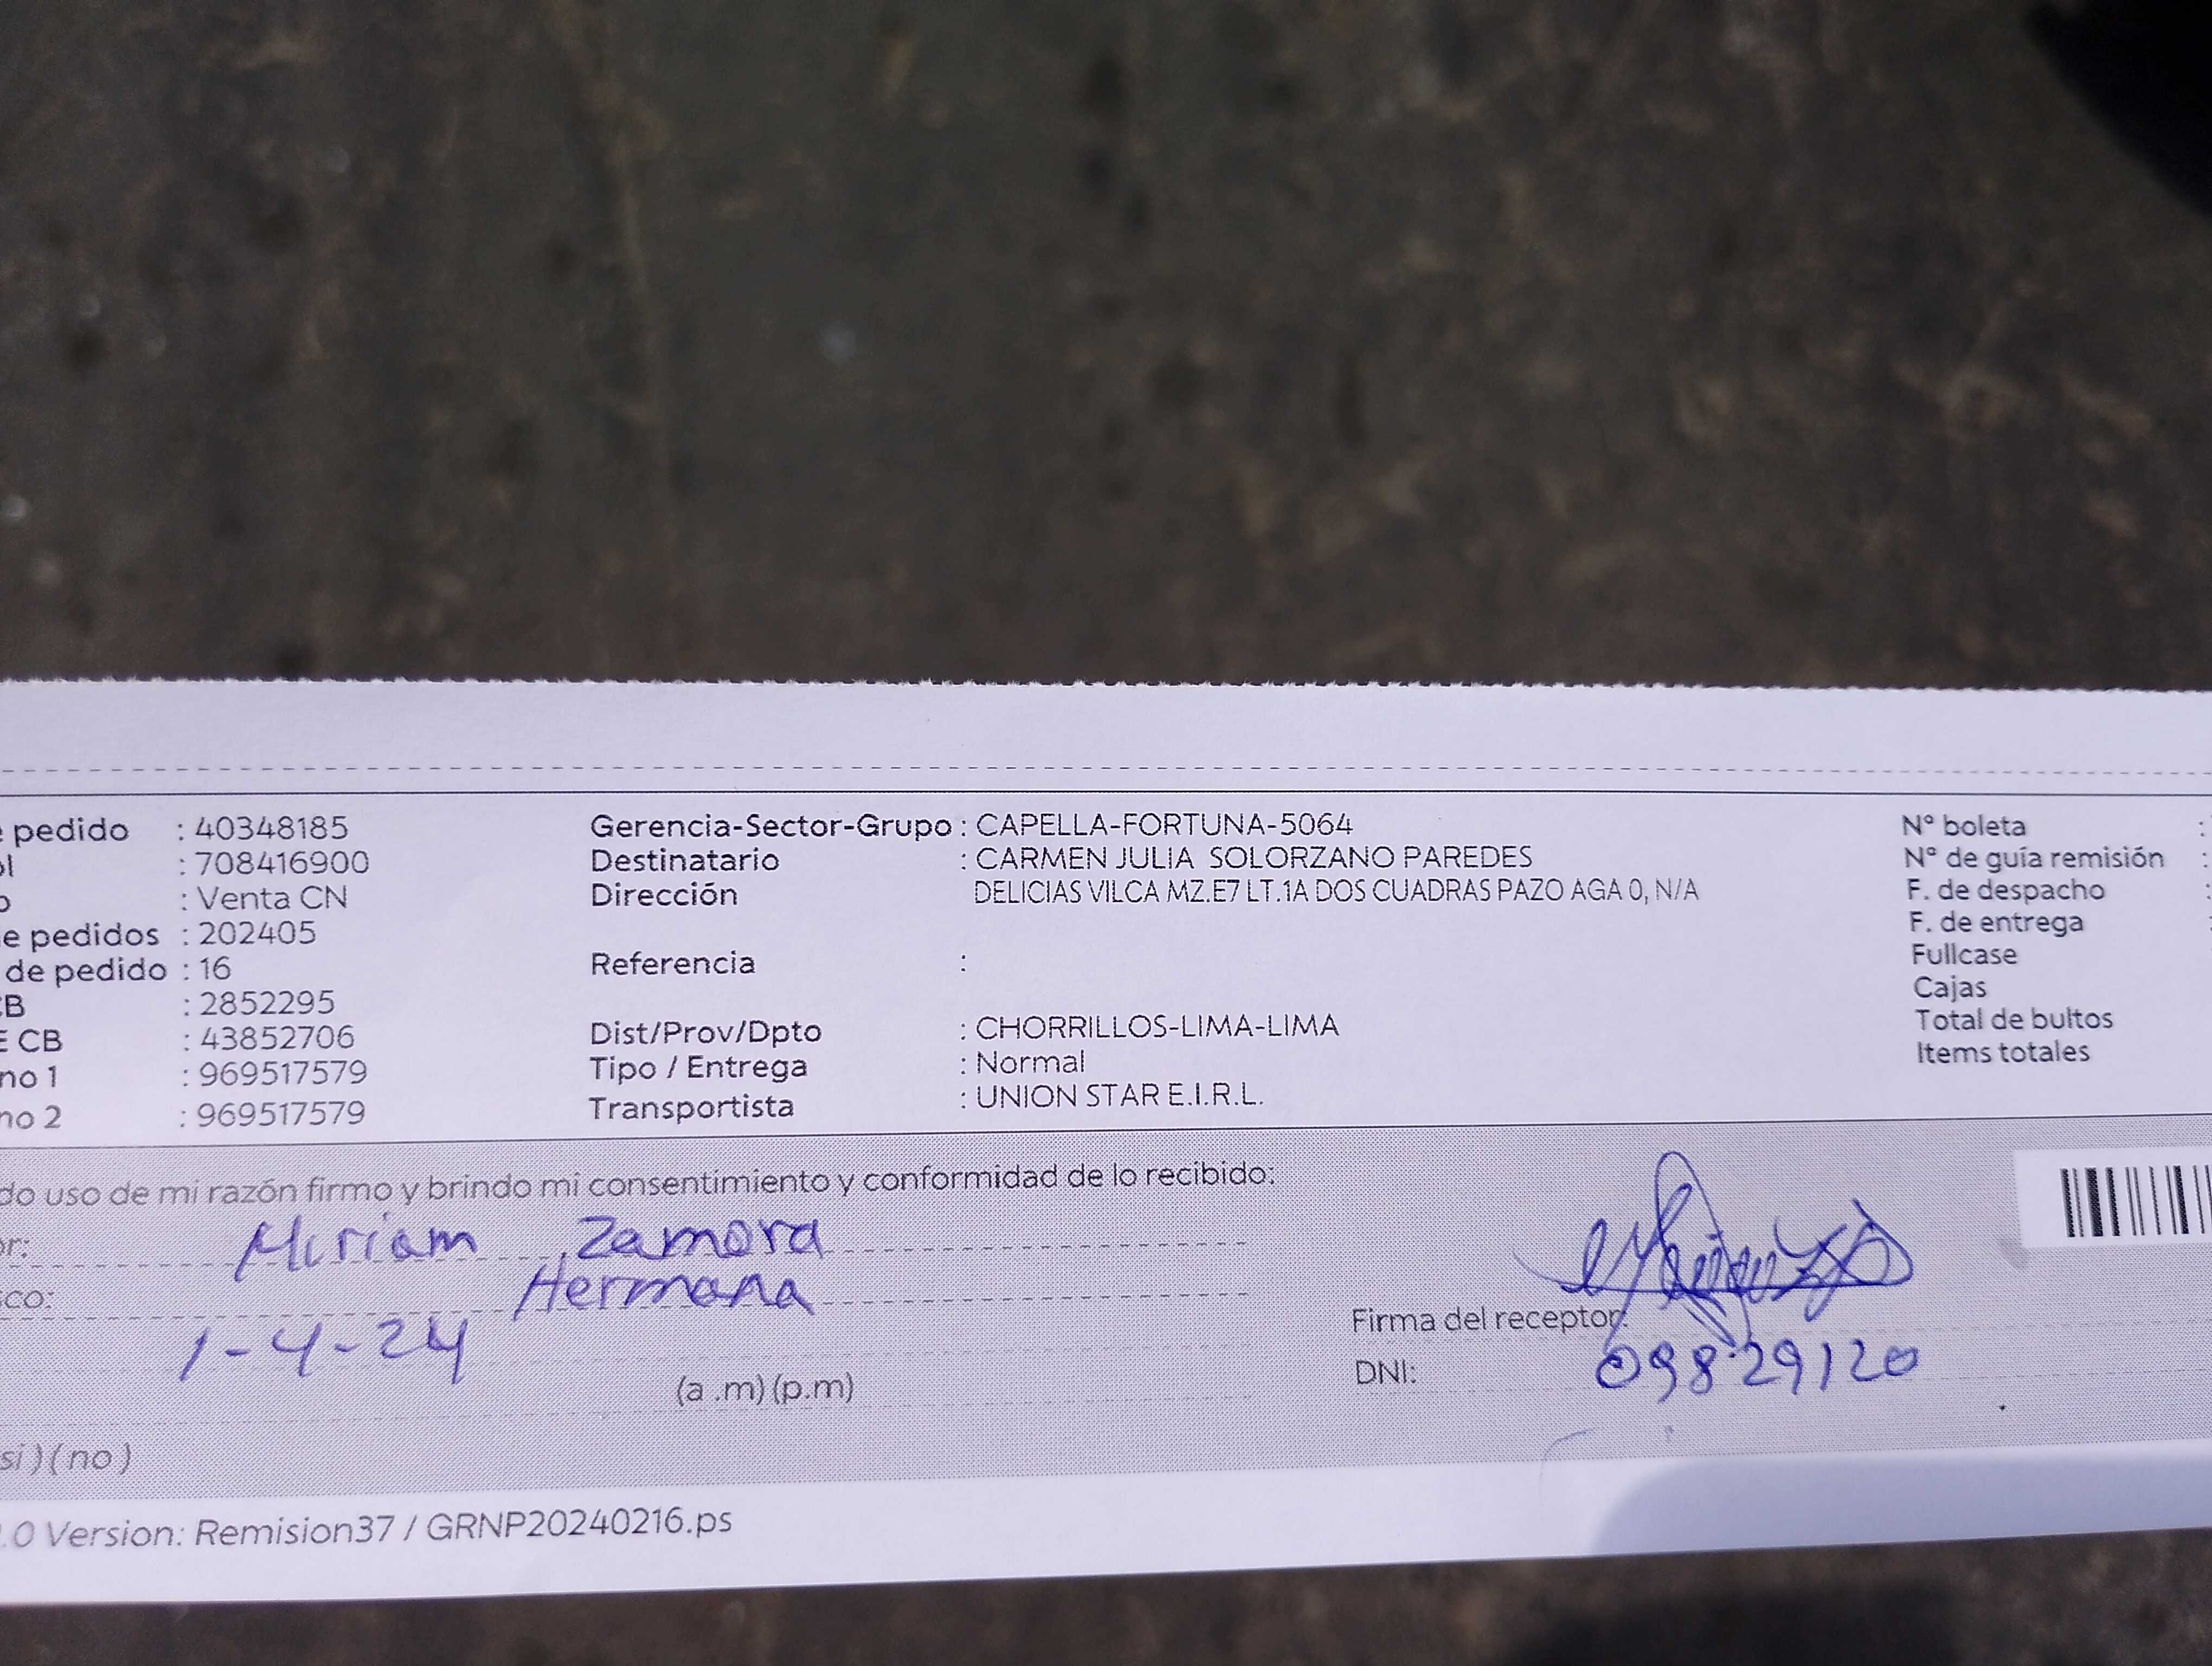 e pedido : 40348185
ol : 708416900
o : Venta CN
e pedidos : 202405
de pedido : 16
CB : 2852295
E CB : 43852706
no 1 : 969517579
no 2 : 969517579
Gerencia-Sector-Grupo : CAPELLA-FORTUNA-5064
Destinatario : CARMEN JULIA SOLORZANO PAREDES
Dirección DELICIAS VILCA MZ.E7 LT.1A DOS CUADRAS PAZO AGA 0, N/A
Referencia :
Dist/Prov/Dpto : CHORRILLOS-LIMA-LIMA
Tipo / Entrega : Normal
Transportista : UNION STAR E.I.R.L.
N° boleta :
N° de guía remisión :
F. de despacho :
F. de entrega :
Fullcase
Cajas
Total de bultos
Items totales
do uso de mi razón firmo y brindo mi consentimiento y conformidad de lo recibido:
or: Miriam Zamora
sco: Hermana
1-4-24
(a .m) (p.m)
Firma del receptor:
DNI: 09829120
si ) ( no )
.0 Version: Remision37 / GRNP20240216.ps